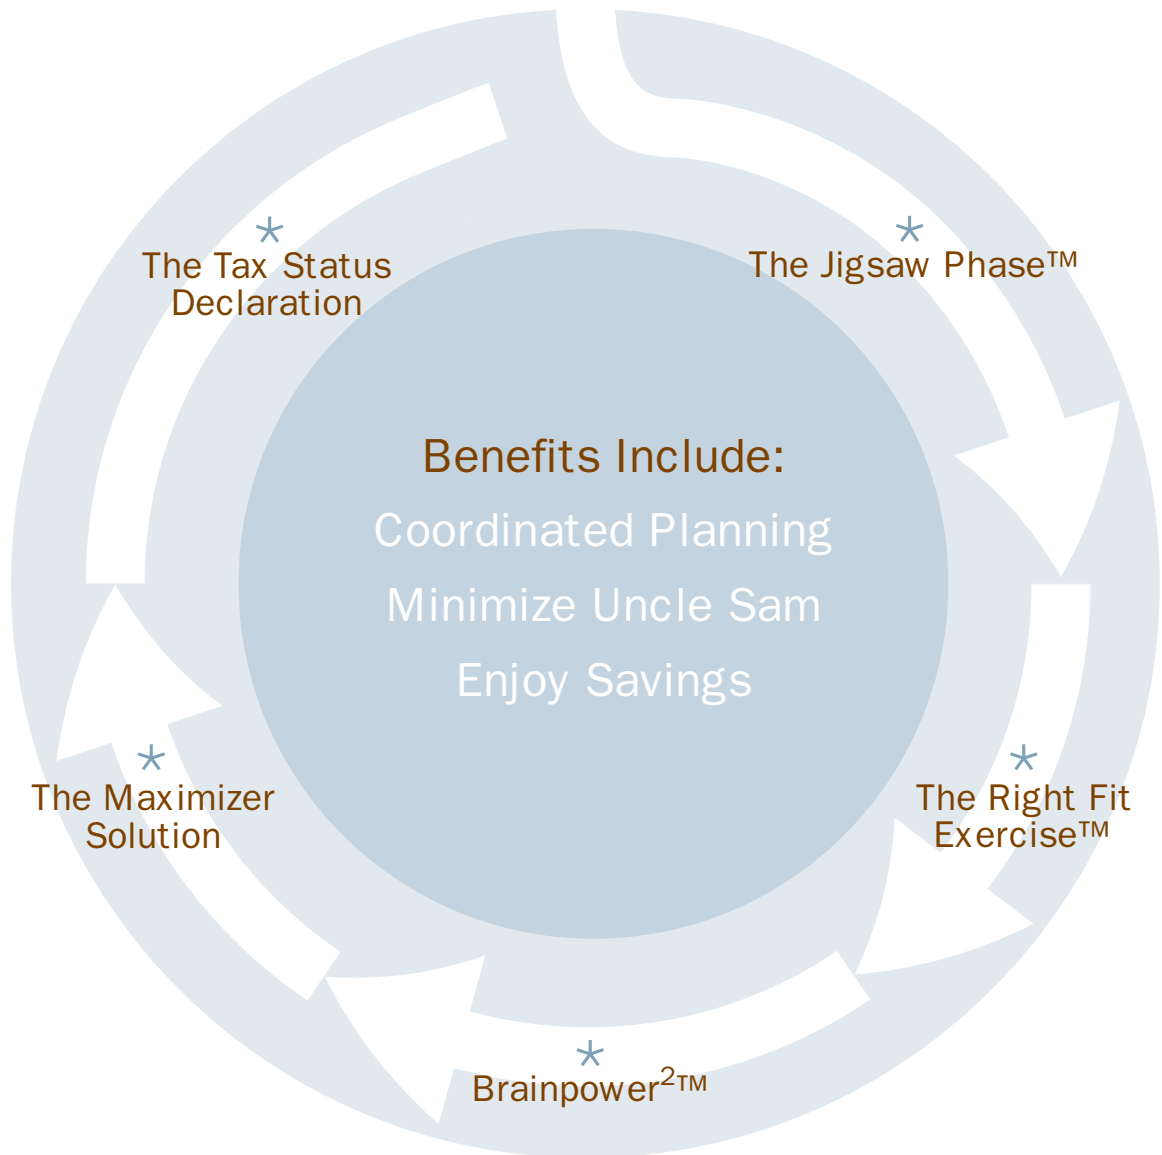 *
The Tax Status
Declaration
*
The Jigsaw Phase™
Benefits Include:
Coordinated Planning
Minimize Uncle Sam
Enjoy Savings
*
The Maximizer
Solution
*
The Right Fit
Exercise™
*
Brainpower²™